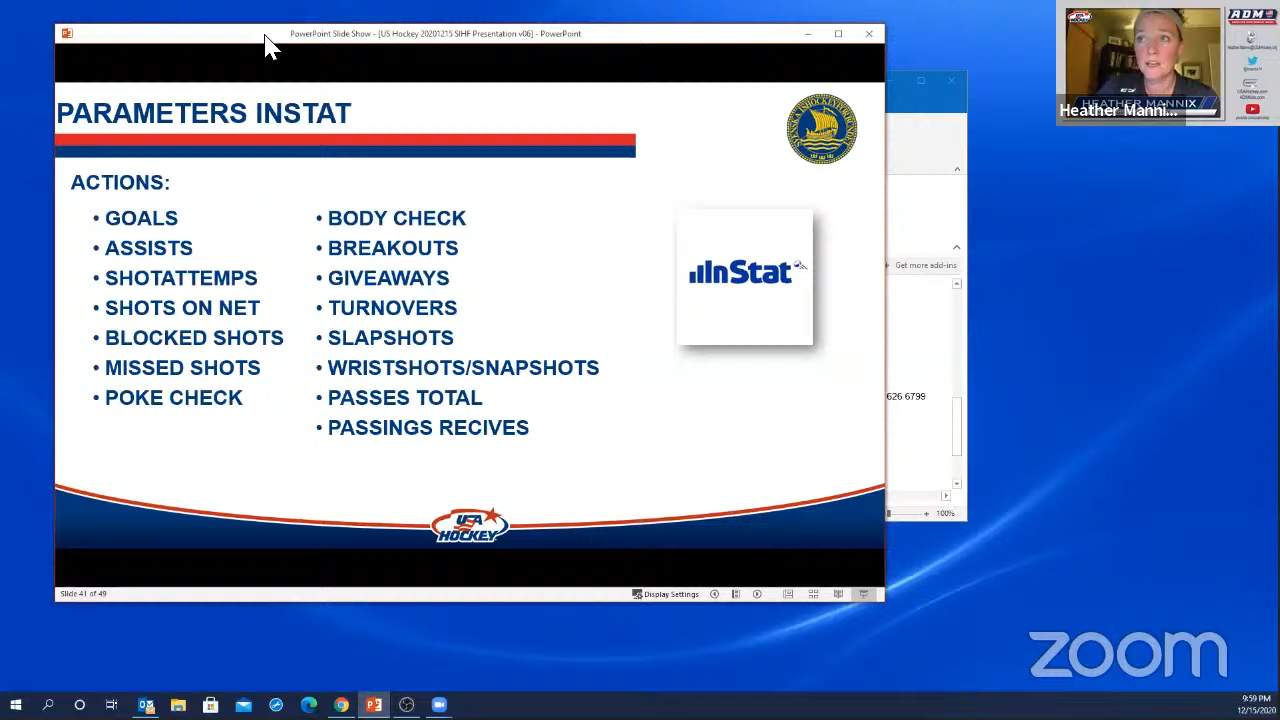 PowerPoint Slide Show - [US Hockey 20201215 SIHF Presentation v06] - PowerPoint
PARAMETERS INSTAT
ACTIONS:
• GOALS
• ASSISTS
• SHOTATTEMPS
• SHOTS ON NET
• BLOCKED SHOTS
• MISSED SHOTS
• POKE CHECK
• BODY CHECK
• BREAKOUTS
• GIVEAWAYS
• TURNOVERS
• SLAPSHOTS
• WRISTSHOTS/SNAPSHOTS
• PASSES TOTAL
• PASSINGS RECIVES
InStat
USA
HOCKEY
Slide 41 of 49
Display Settings
Get more add-ins
626 6799
100%
ADM
HEATHER MANNIX
Heather Manni...
zoom
9:59 PM
12/15/2020